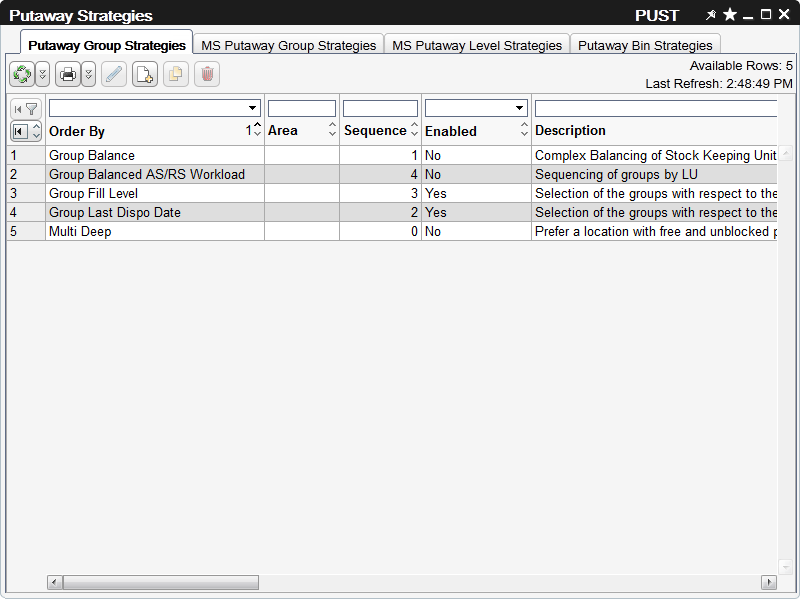 Putaway Strategies PUST
Putaway Group Strategies MS Putaway Group Strategies MS Putaway Level Strategies Putaway Bin Strategies
Available Rows: 5
Last Refresh: 2:48:49 PM
Order By 1 Area Sequence Enabled Description
1 Group Balance 1 No Complex Balancing of Stock Keeping Unit
2 Group Balanced AS/RS Workload 4 No Sequencing of groups by LU
3 Group Fill Level 3 Yes Selection of the groups with respect to the
4 Group Last Dispo Date 2 Yes Selection of the groups with respect to the
5 Multi Deep 0 No Prefer a location with free and unblocked